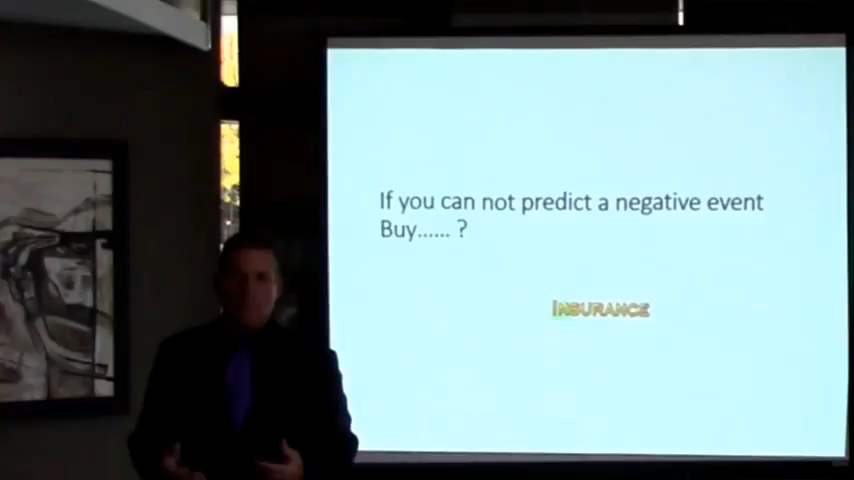 If you can not predict a negative event
Buy...... ?
INSURANCE